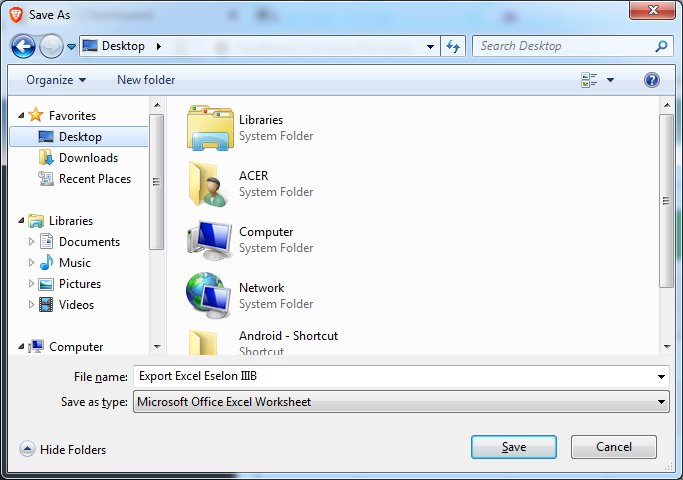 Save As
Desktop
Search Desktop
Organize
New folder
Favorites
Desktop
Downloads
Recent Places
Libraries
Documents
Music
Pictures
Videos
Computer
Libraries
System Folder
ACER
System Folder
Computer
System Folder
Network
System Folder
Android - Shortcut
Shortcut
File name: Export Excel Eselon IIIB
Save as type: Microsoft Office Excel Worksheet
Hide Folders
Save
Cancel